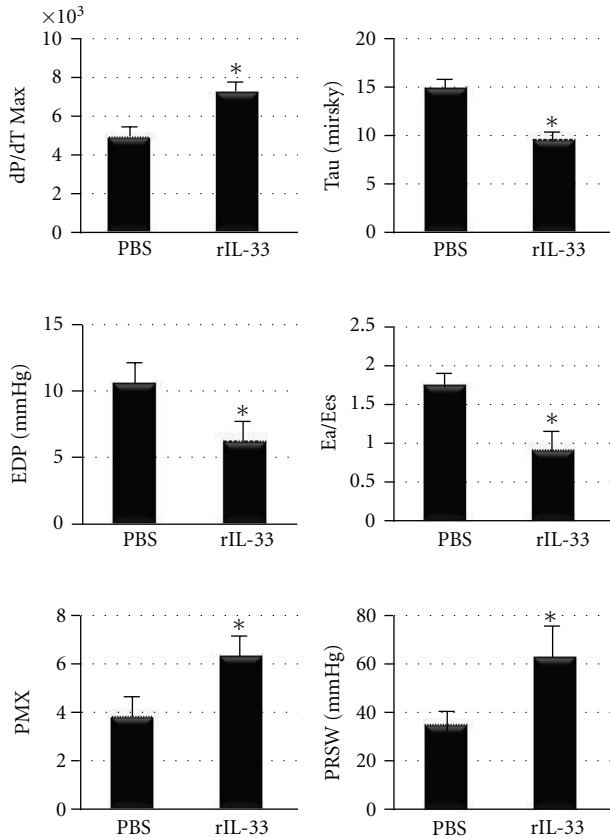 ×10³
dP/dT Max
10
8
6
4
2
0
*
PBS
rIL-33
Tau (mirsky)
20
15
10
5
0
*
PBS
rIL-33
EDP (mmHg)
15
10
5
0
*
PBS
rIL-33
Ea/Ees
2.5
2
1.5
1
0.5
0
*
PBS
rIL-33
PMX
8
6
4
2
0
*
PBS
rIL-33
PRSW (mmHg)
80
60
40
20
0
*
PBS
rIL-33